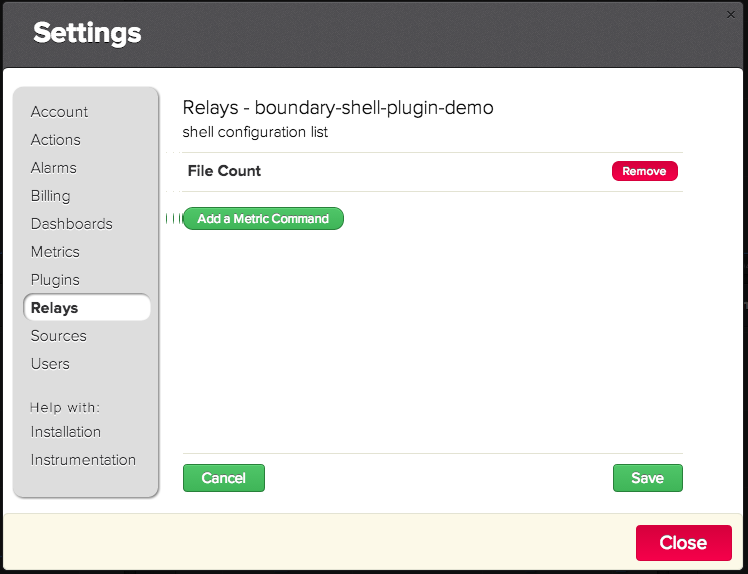 Settings
×
Account
Actions
Alarms
Billing
Dashboards
Metrics
Plugins
Relays
Sources
Users
Help with:
Installation
Instrumentation
Relays - boundary-shell-plugin-demo
shell configuration list
File Count
Remove
Add a Metric Command
Cancel
Save
Close